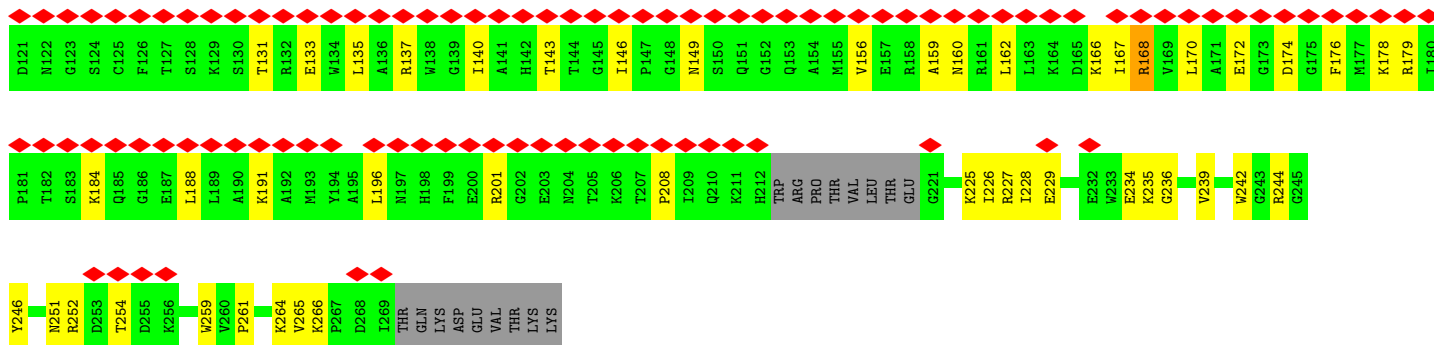 D121 N122 G123 S124 C125 F126 T127 S128 K129 S130 T131 R132 E133 W134 L135 A136 R137 W138 G139 I140 A141 H142 T143 T144 G145 I146 P147 G148 N149 S150 Q151 G152 Q153 A154 M155 V156 E157 R158 A159 N160 R161 L162 L163 K164 D165 K166 I167 R168 V169 L170 A171 E172 G173 D174 G175 F176 M177 K178 R179 I180
P181 T182 S183 K184 Q185 G186 E187 L188 L189 A190 K191 A192 M193 Y194 A195 L196 N197 H198 F199 E200 R201 G202 E203 N204 T205 K206 T207 P208 I209 Q210 K211 H212 TRP ARG PRO THR VAL LEU THR GLU G221 K225 I226 R227 I228 E229 E232 W233 E234 K235 G236 V239 W242 G243 R244 G245
Y246 N251 R252 D253 T254 D255 K256 W259 V260 P261 K264 V265 K266 P267 D268 I269 THR GLN LYS ASP GLU VAL THR LYS LYS